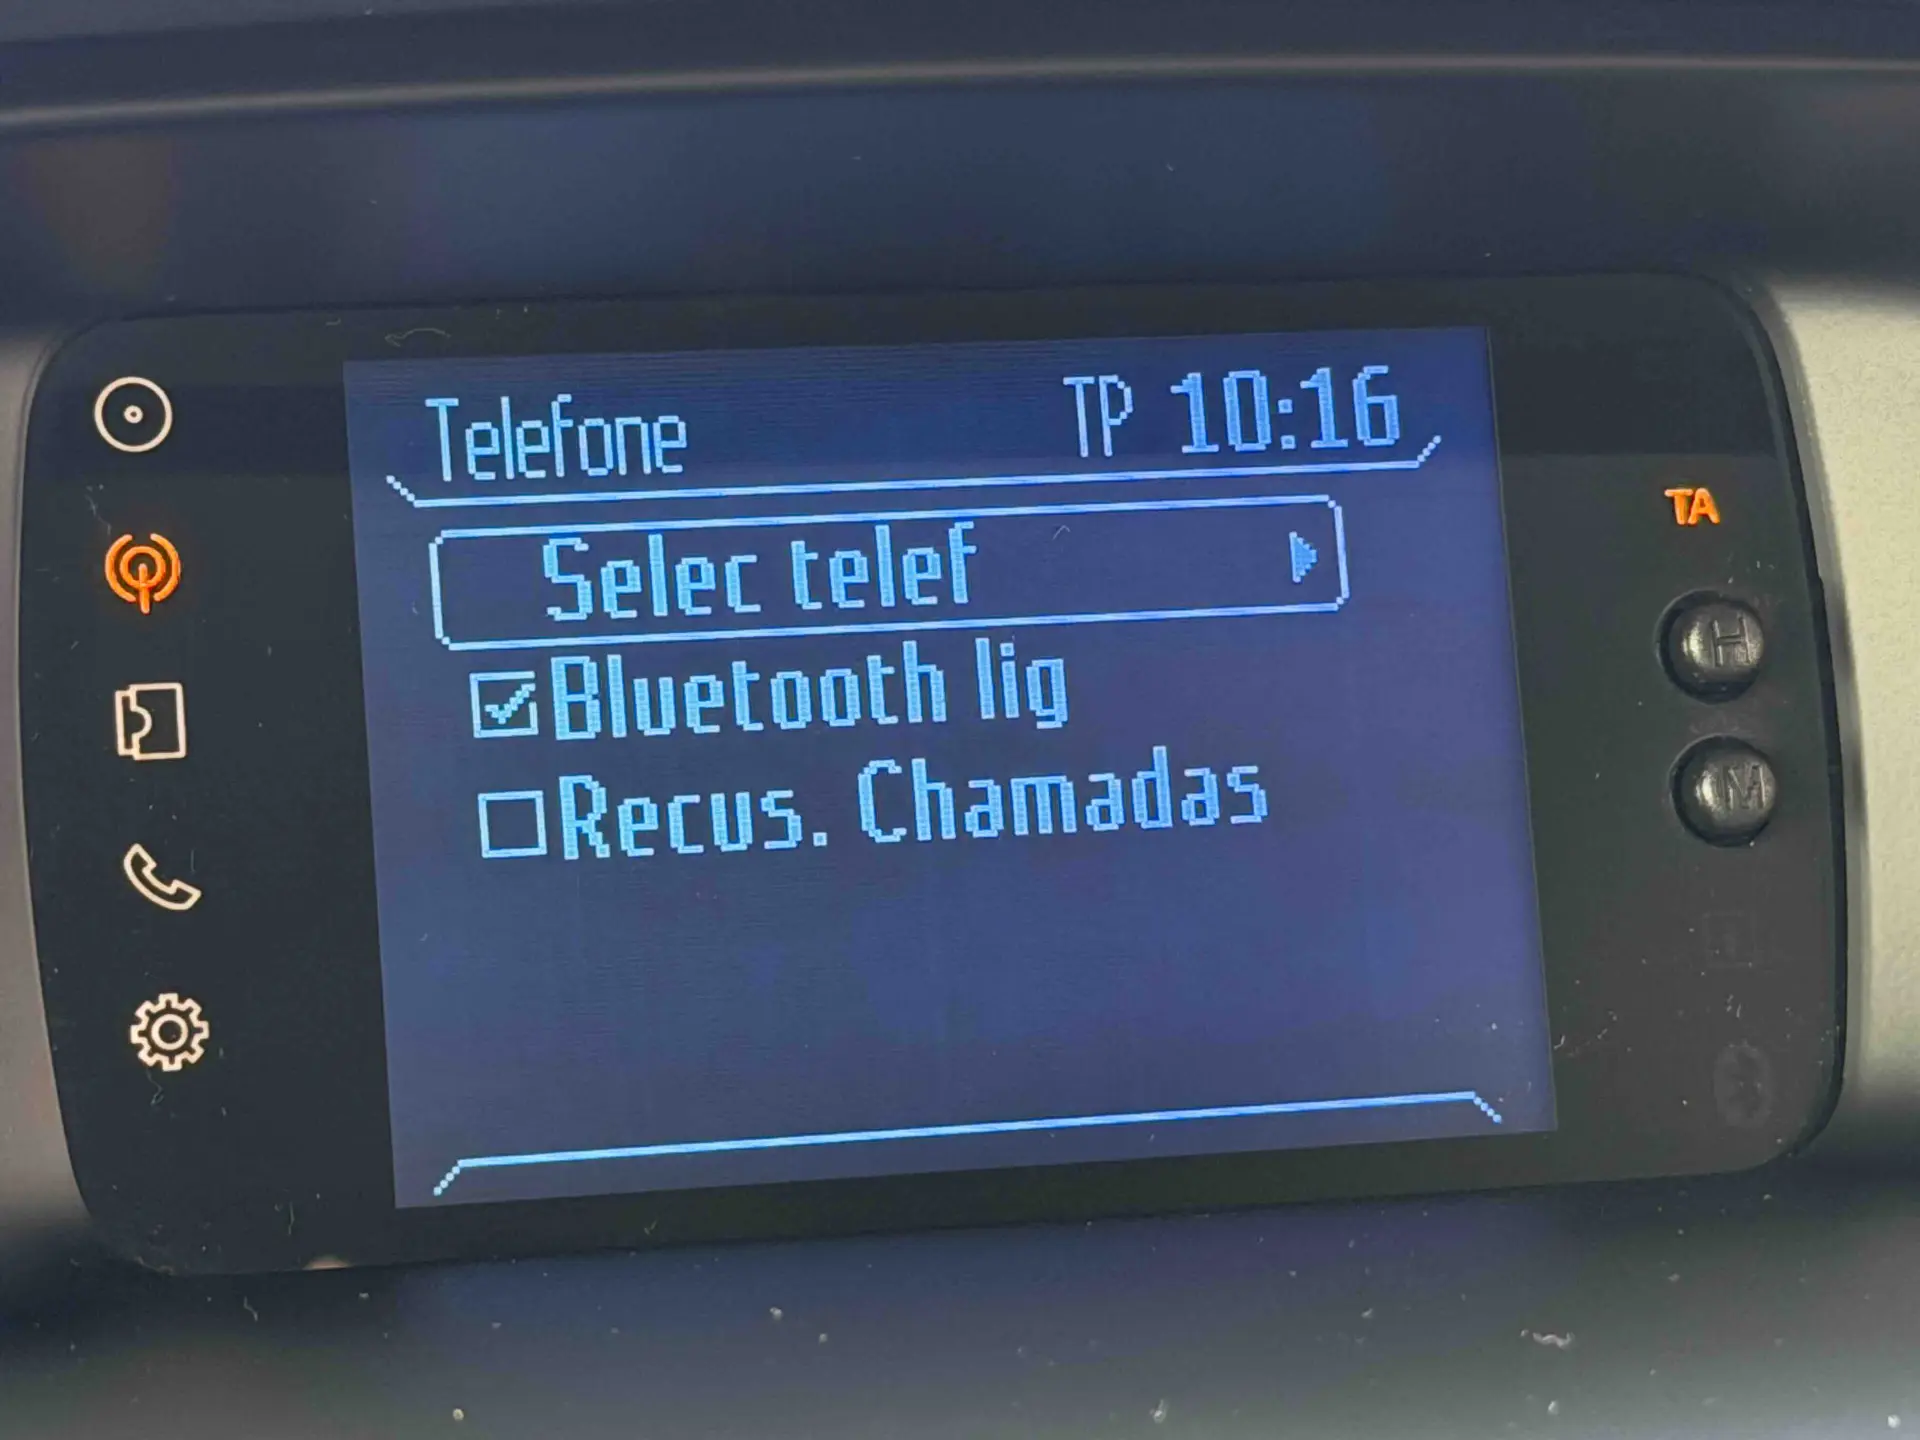 Telefone TP 10:16
TA
Selec telef
H
Bluetooth lig
M
Recus. Chamadas